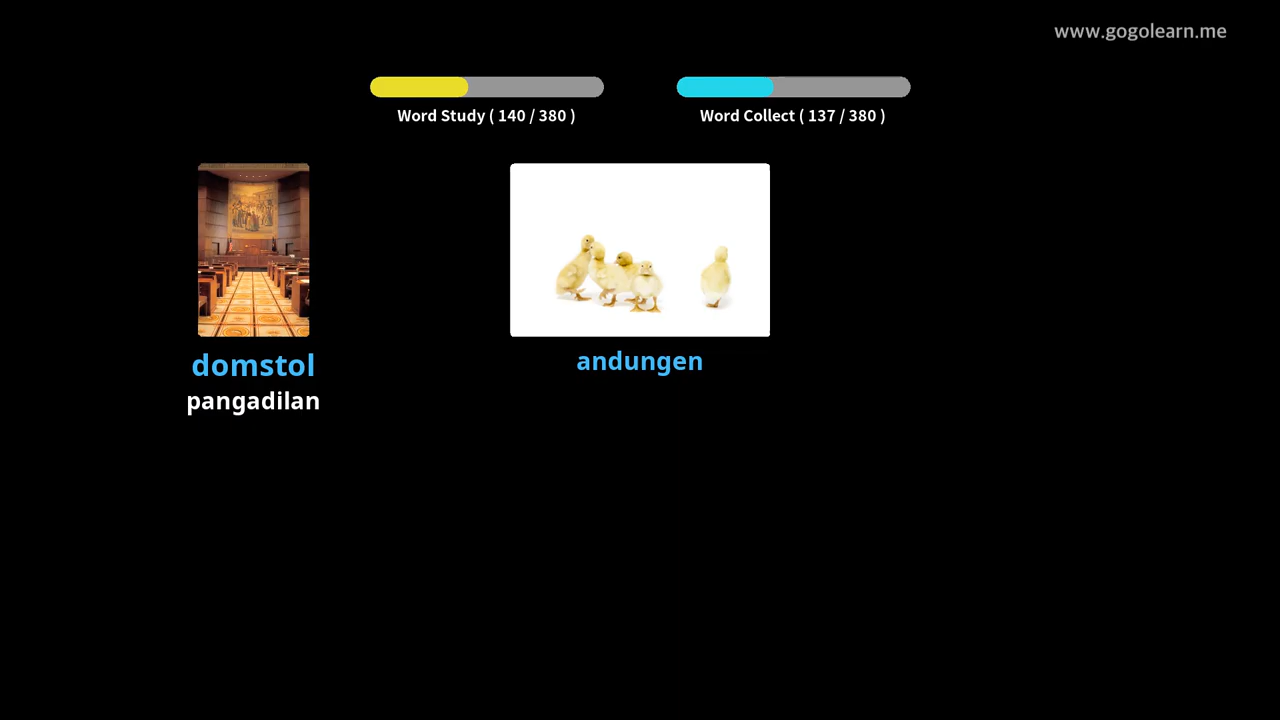 www.gogolearn.me
Word Study ( 140 / 380 )
Word Collect ( 137 / 380 )
domstol
pangadilan
andungen